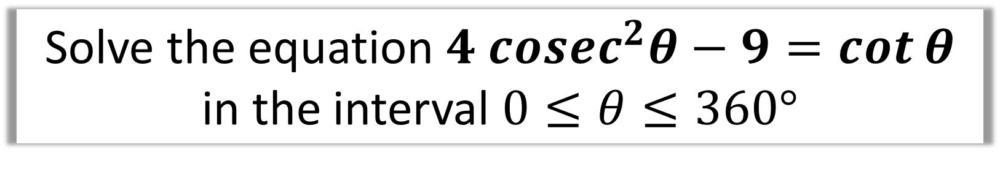 Solve the equation 4 cosec²θ − 9 = cot θ
in the interval 0 ≤ θ ≤ 360°